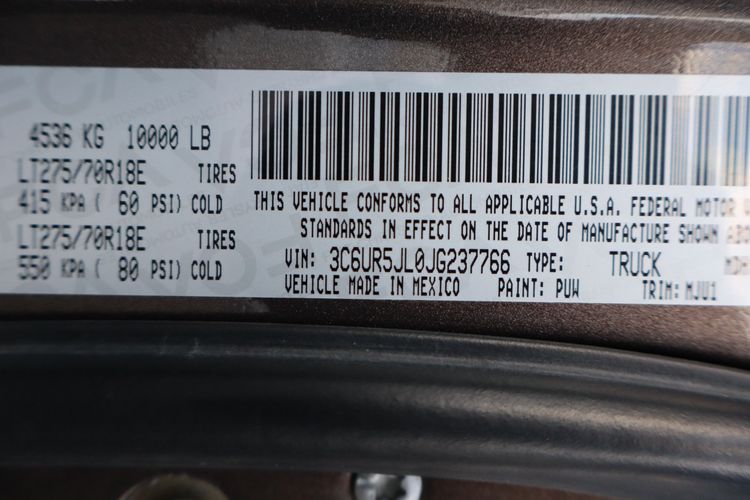 4536 KG 10000 LB
LT275/70R18E TIRES
415 KPA ( 60 PSI) COLD
LT275/70R18E TIRES
550 KPA ( 80 PSI) COLD
THIS VEHICLE CONFORMS TO ALL APPLICABLE U.S.A. FEDERAL MOTOR
STANDARDS IN EFFECT ON THE DATE OF MANUFACTURE SHOWN
VIN: 3C6UR5JL0JG237766 TYPE: TRUCK
VEHICLE MADE IN MEXICO PAINT: PUW TRIM: MJU1